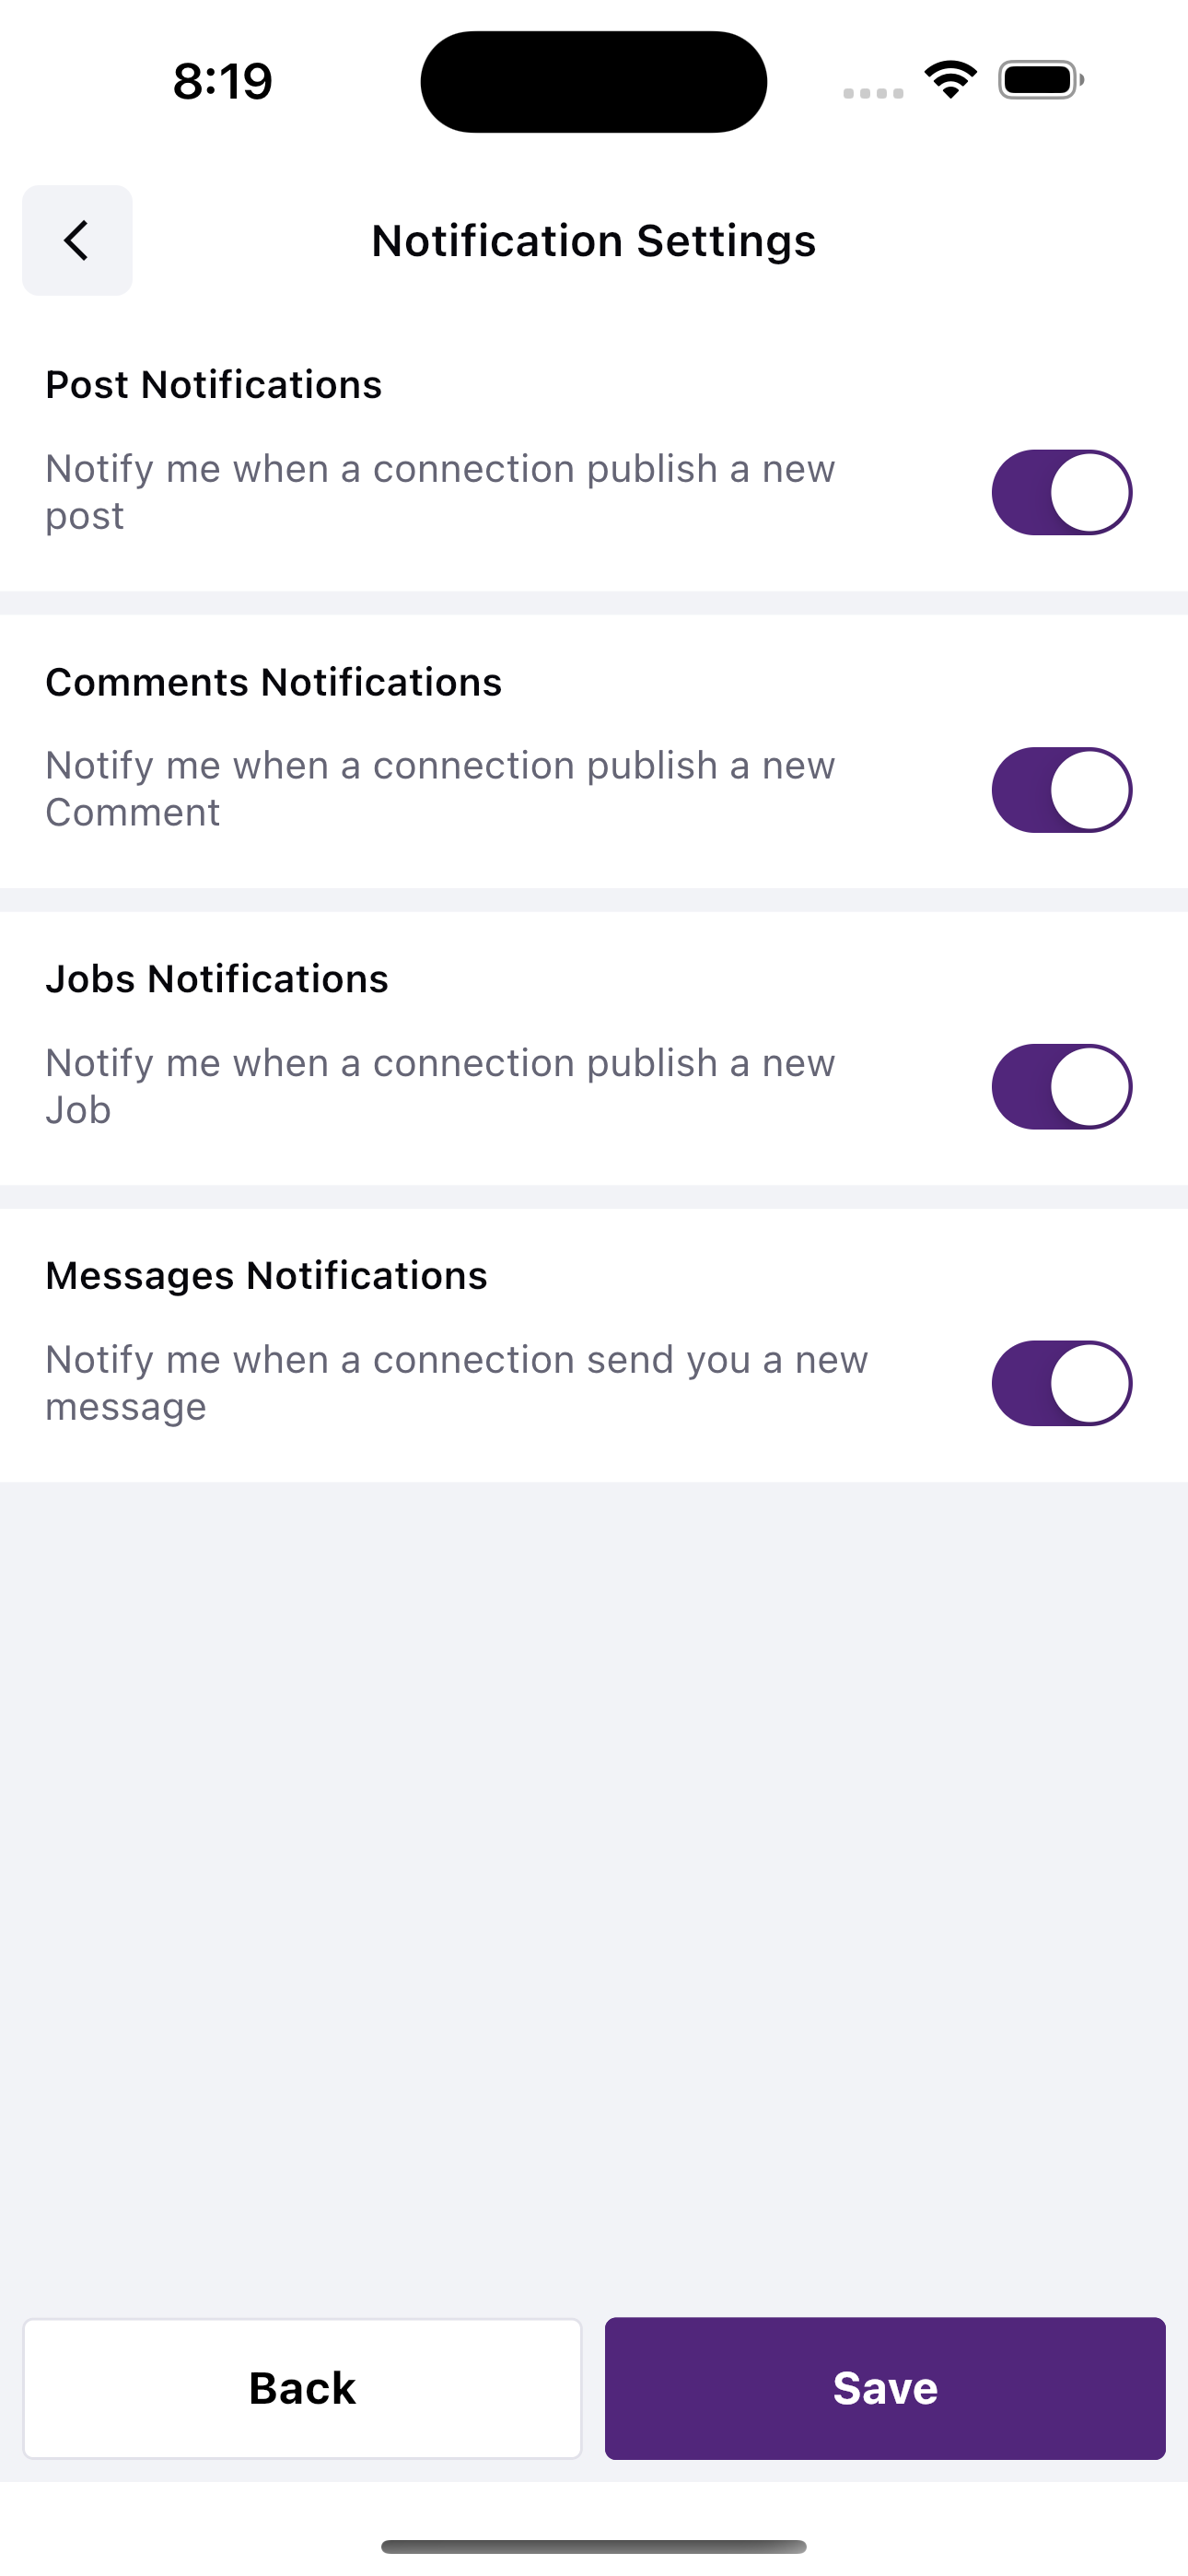 8:19
Notification Settings
Post Notifications
Notify me when a connection publish a new
post
Comments Notifications
Notify me when a connection publish a new
Comment
Jobs Notifications
Notify me when a connection publish a new
Job
Messages Notifications
Notify me when a connection send you a new
message
Back
Save